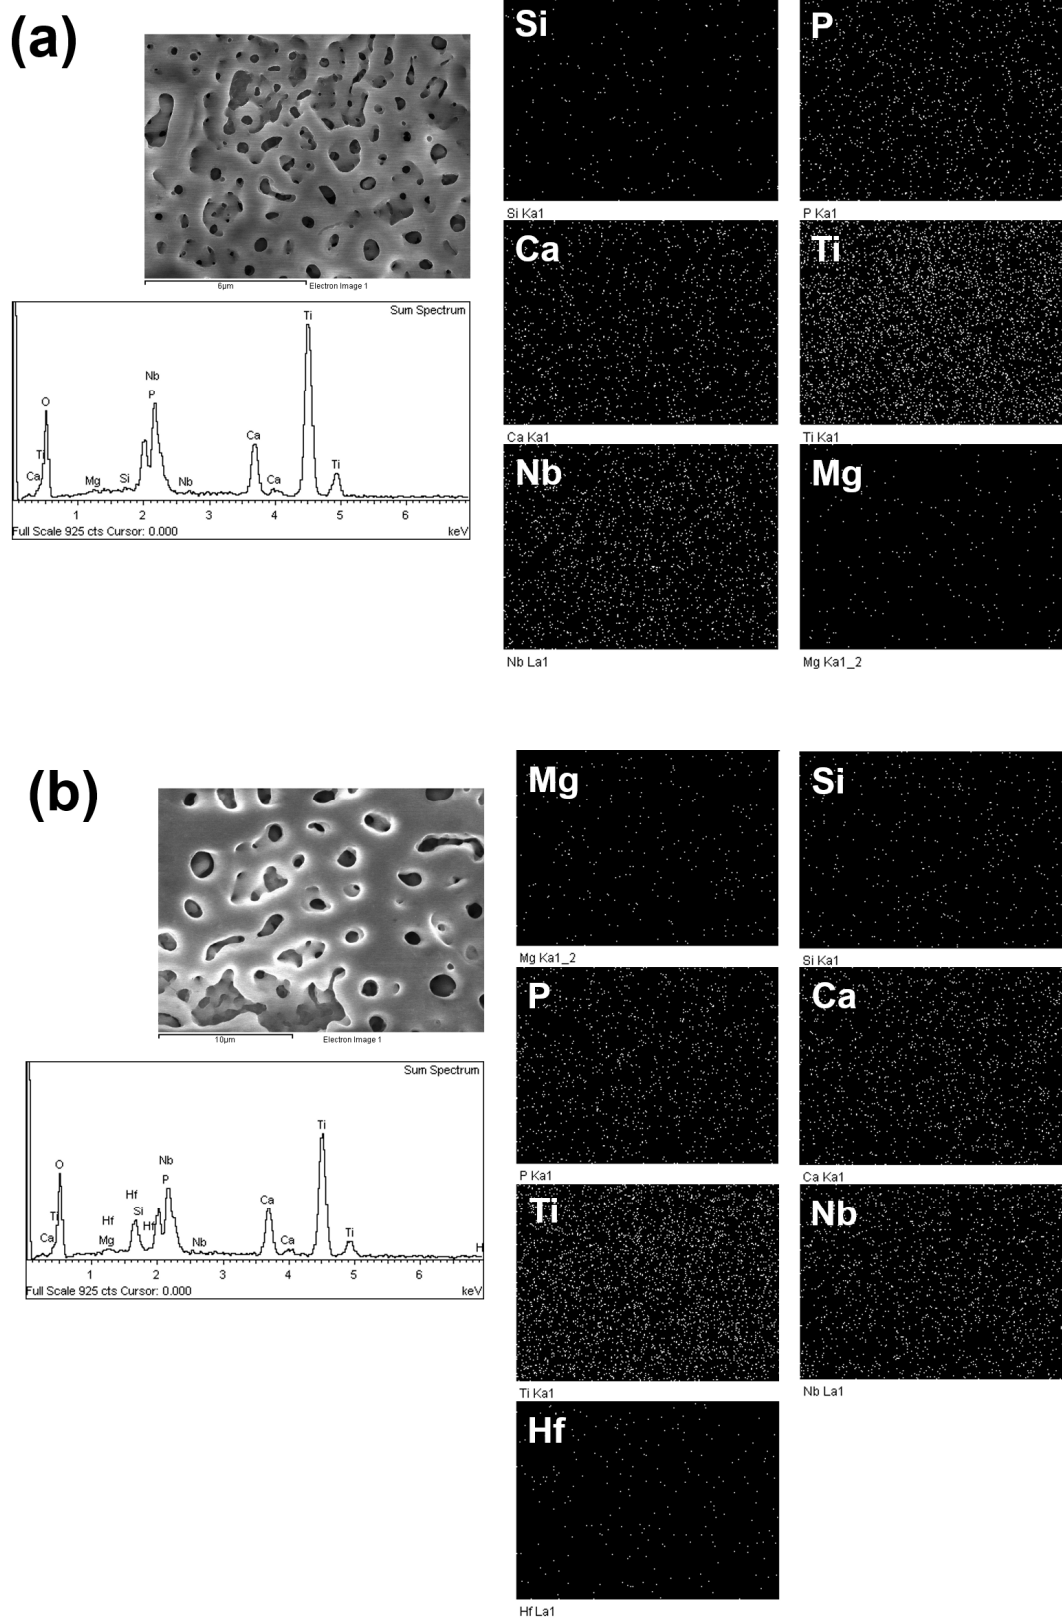 (a)
6µm
Electron Image 1
Sum Spectrum
Ti
Nb
P
O
Ca
Ti
Ti
Ca
Mg
Si
Nb
Ca
1
2
3
4
5
6
Full Scale 925 cts Cursor: 0.000
keV
Si
Si Ka1
P
P Ka1
Ca
Ca Ka1
Ti
Ti Ka1
Nb
Nb La1
Mg
Mg Ka1_2
(b)
10µm
Electron Image 1
Sum Spectrum
Ti
Nb
O
P
Hf
Ca
Si
Ti
Hf
Hf
Ti
Ca
Mg
Nb
Ca
H
1
2
3
4
5
6
Full Scale 925 cts Cursor: 0.000
keV
Mg
Mg Ka1_2
Si
Si Ka1
P
P Ka1
Ca
Ca Ka1
Ti
Ti Ka1
Nb
Nb La1
Hf
Hf La1